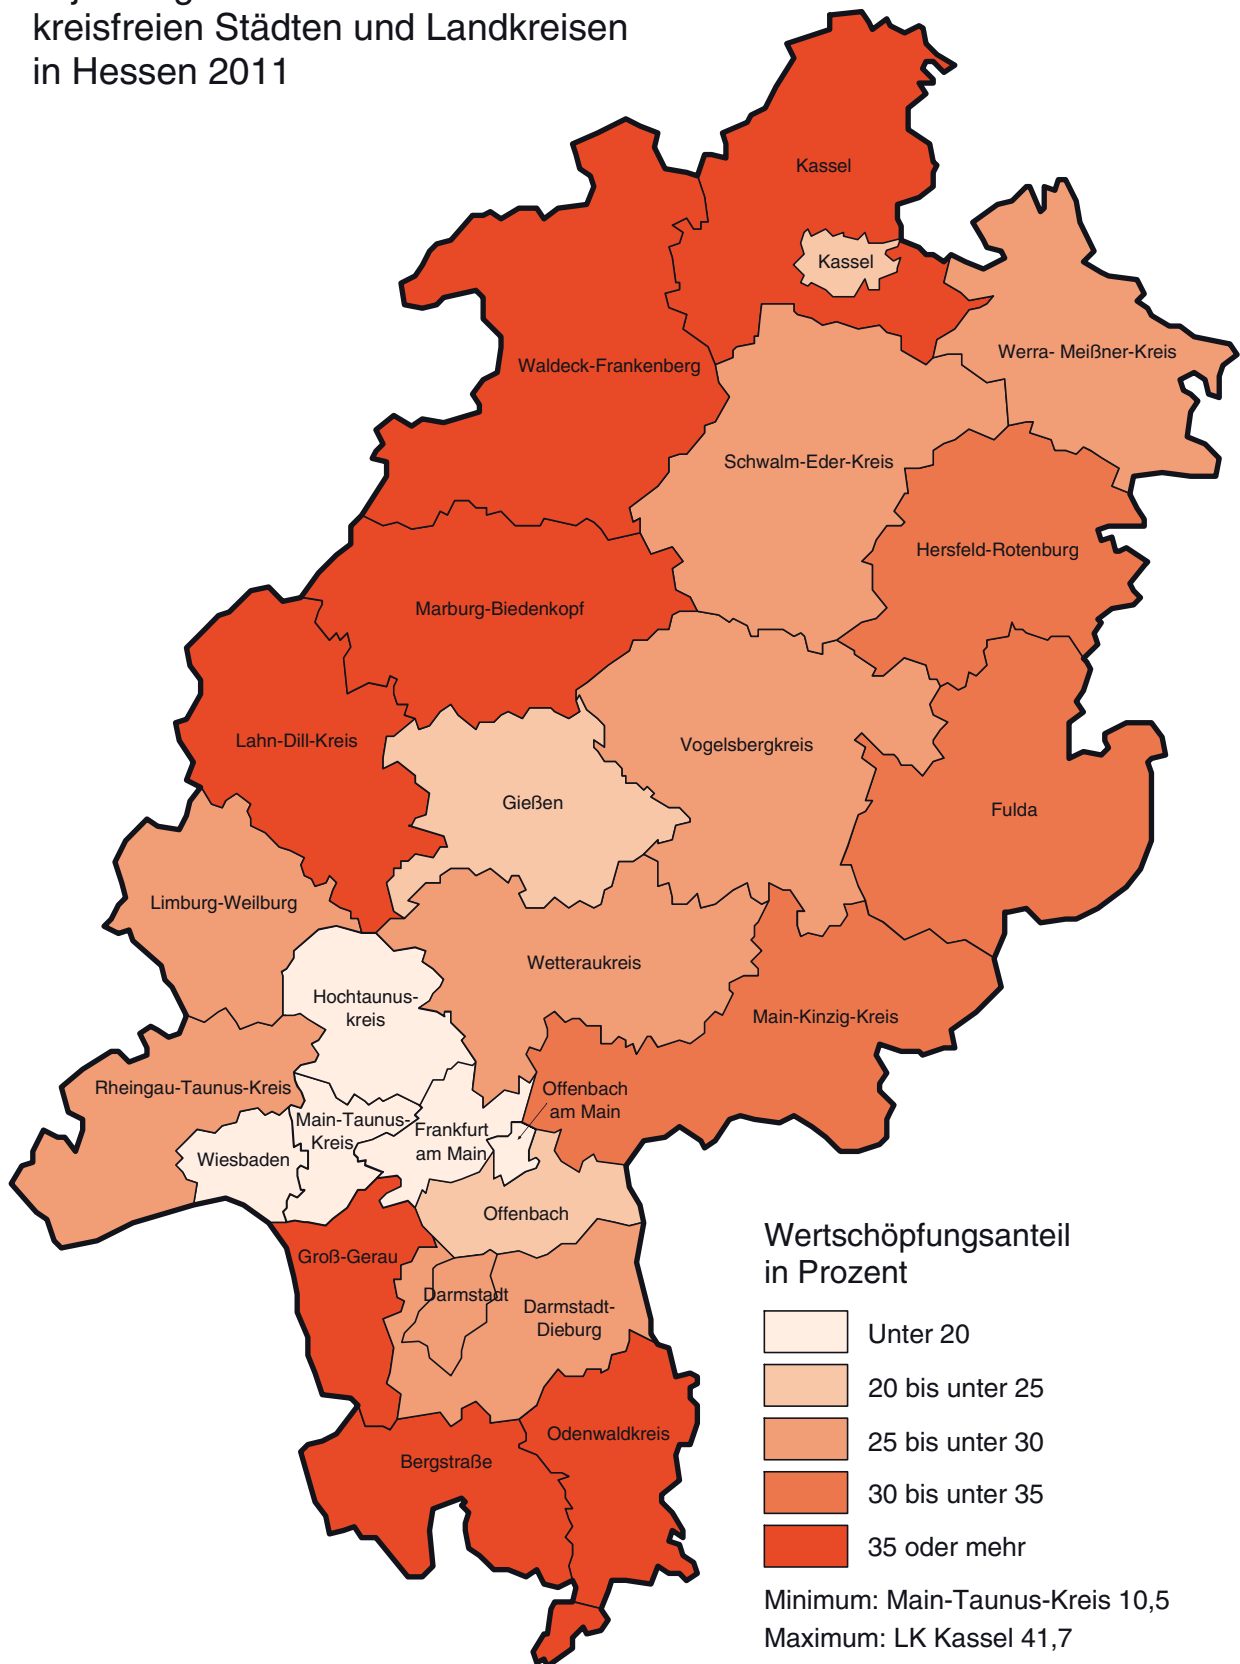 kreisfreien Städten und Landkreisen
in Hessen 2011
Kassel
Kassel
Werra- Meißner-Kreis
Waldeck-Frankenberg
Schwalm-Eder-Kreis
Hersfeld-Rotenburg
Marburg-Biedenkopf
Lahn-Dill-Kreis
Vogelsbergkreis
Gießen
Fulda
Limburg-Weilburg
Wetteraukreis
Hochtaunus-
kreis
Main-Kinzig-Kreis
Rheingau-Taunus-Kreis
Offenbach
am Main
Main-Taunus-
Kreis
Frankfurt
am Main
Wiesbaden
Offenbach
Groß-Gerau
Darmstadt
Darmstadt-
Dieburg
Odenwaldkreis
Bergstraße
Wertschöpfungsanteil
in Prozent
Unter 20
20 bis unter 25
25 bis unter 30
30 bis unter 35
35 oder mehr
Minimum: Main-Taunus-Kreis 10,5
Maximum: LK Kassel 41,7